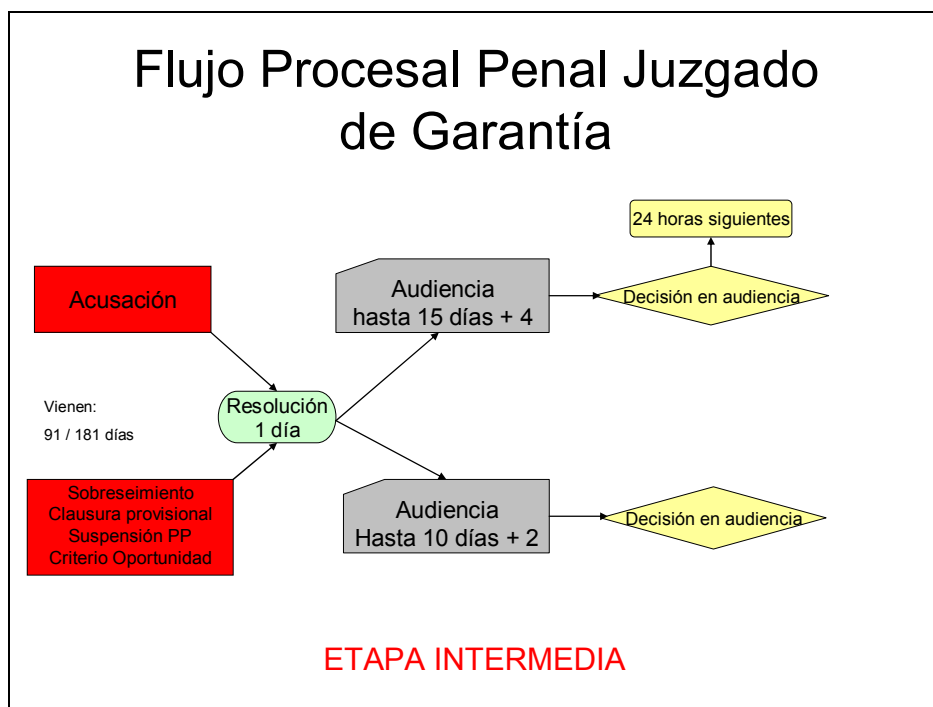 Flujo Procesal Penal Juzgado
de Garantía
24 horas siguientes
Acusación
Audiencia
hasta 15 días + 4
Decisión en audiencia
Vienen:
91 / 181 días
Resolución
1 día
Sobreseimiento
Clausura provisional
Suspensión PP
Criterio Oportunidad
Audiencia
Hasta 10 días + 2
Decisión en audiencia
ETAPA INTERMEDIA